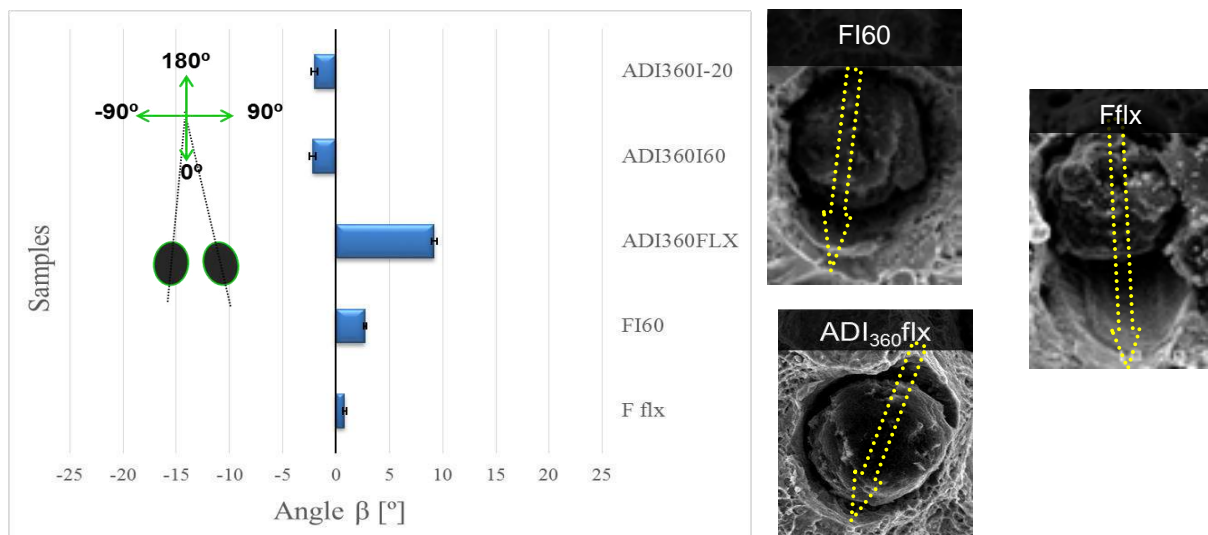 180º
-90º
90º
0º
Samples
ADI360I-20
ADI360I60
ADI360FLX
FI60
F flx
-25 -20 -15 -10 -5 0 5 10 15 20 25
Angle β [º]
FI60
Fflx
ADI360flx